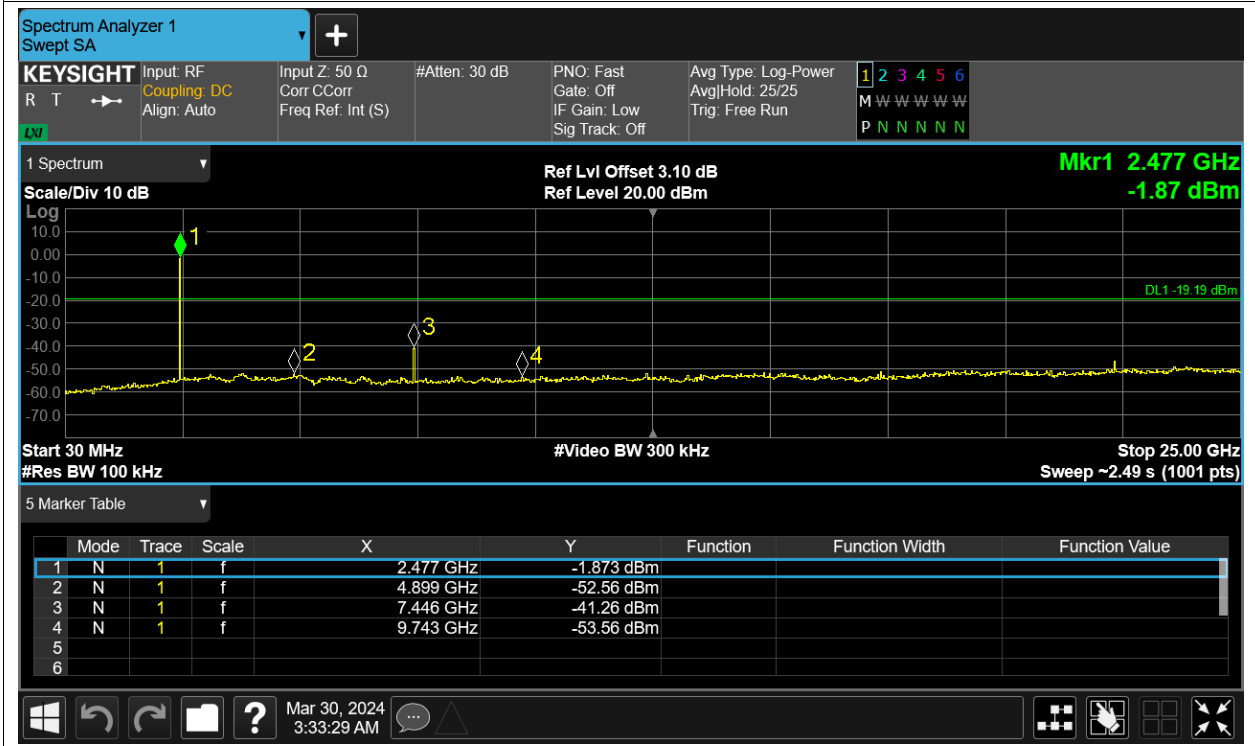 Spectrum Analyzer 1
Swept SA
+
KEYSIGHT Input: RF Input Z: 50 Ω #Atten: 30 dB PNO: Fast Avg Type: Log-Power 1 2 3 4 5 6
R T Coupling: DC Corr CCorr Gate: Off Avg|Hold: 25/25 M W W W W W
Align: Auto Freq Ref: Int (S) IF Gain: Low Trig: Free Run
LXI Sig Track: Off P N N N N N
1 Spectrum Ref Lvl Offset 3.10 dB Mkr1 2.477 GHz
Scale/Div 10 dB Ref Level 20.00 dBm -1.87 dBm
Log
10.0 1
0.00
-10.0
-20.0 DL1 -19.19 dBm
-30.0 3
-40.0 2 4
-50.0
-60.0
-70.0
Start 30 MHz #Video BW 300 kHz Stop 25.00 GHz
#Res BW 100 kHz Sweep ~2.49 s (1001 pts)
5 Marker Table
Mode Trace Scale X Y Function Function Width Function Value
1 N 1 f 2.477 GHz -1.873 dBm
2 N 1 f 4.899 GHz -52.56 dBm
3 N 1 f 7.446 GHz -41.26 dBm
4 N 1 f 9.743 GHz -53.56 dBm
5
6
? Mar 30, 2024
3:33:29 AM